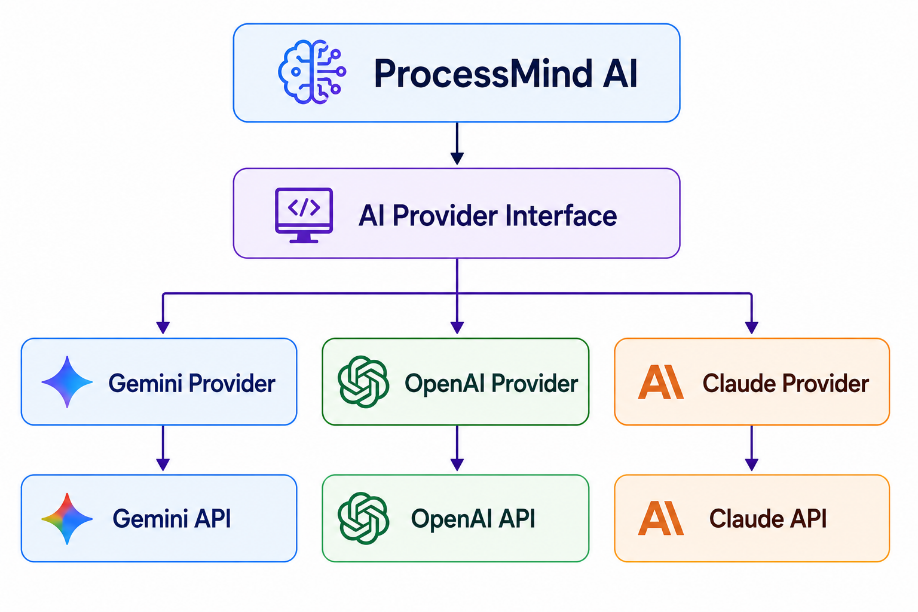 ProcessMind AI
</>
AI Provider Interface
Gemini Provider
OpenAI Provider
Claude Provider
Gemini API
OpenAI API
Claude API